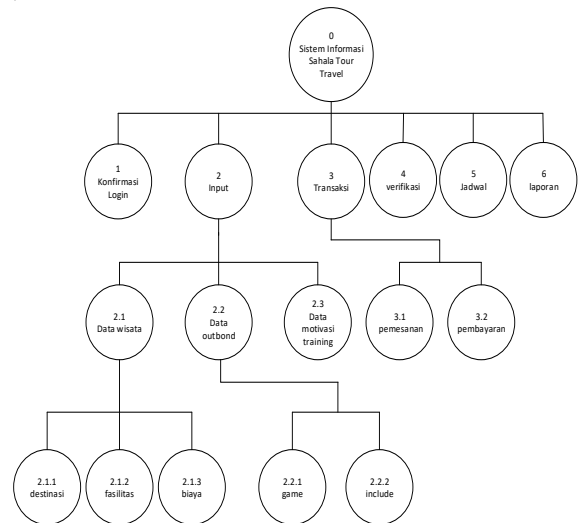 0
Sistem Informasi
Sahala Tour
Travel
1
Konfirmasi
Login
2
Input
3
Transaksi
4
verifikasi
5
Jadwal
6
laporan
2.1
Data wisata
2.2
Data
outbond
2.3
Data
motivasi
training
3.1
pemesanan
3.2
pembayaran
2.1.1
destinasi
2.1.2
fasilitas
2.1.3
biaya
2.2.1
game
2.2.2
include